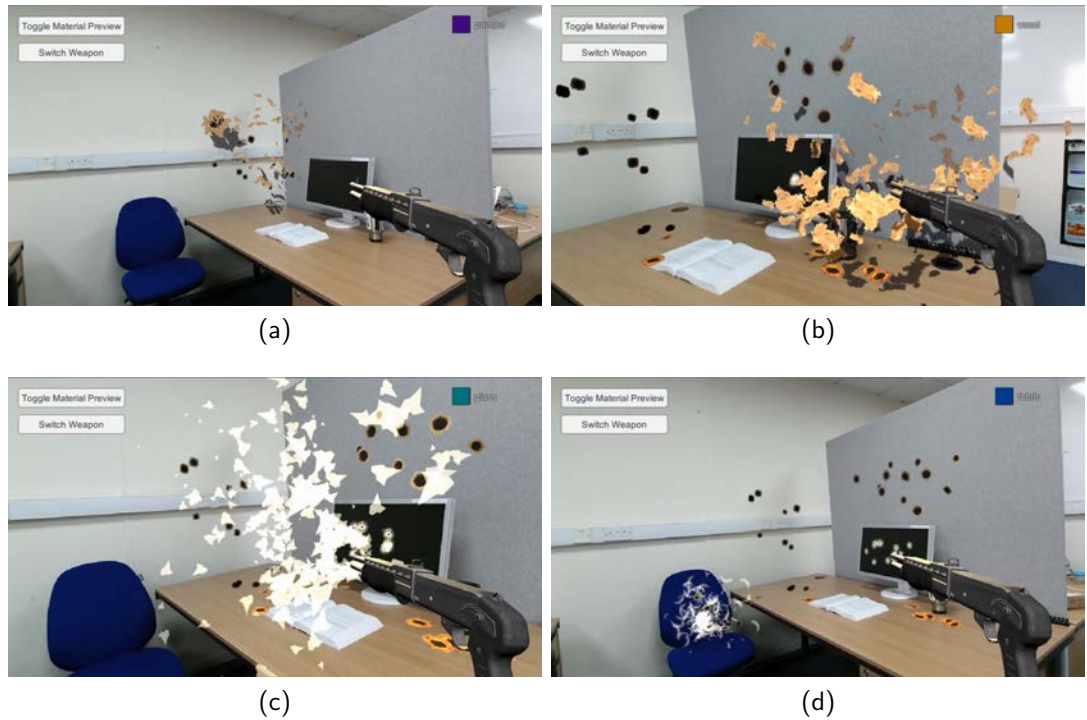 Toggle Material Preview
Switch Weapon
painted
Toggle Material Preview
Switch Weapon
wood
(a)
(b)
Toggle Material Preview
Switch Weapon
glass
Toggle Material Preview
Switch Weapon
fabric
(c)
(d)